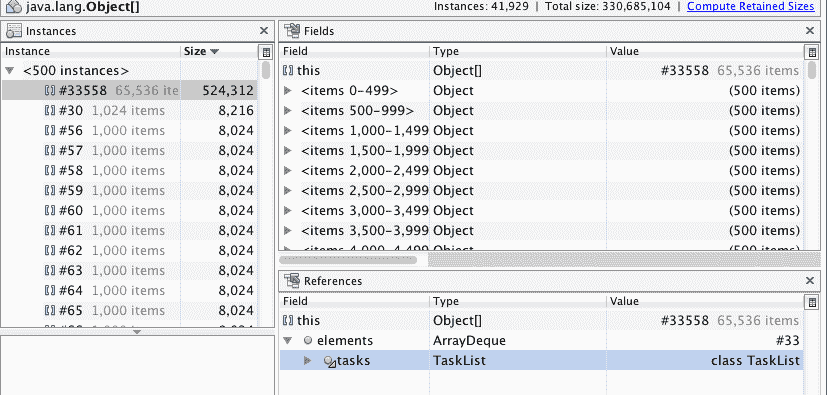 java.lang.Object[]
Instances: 41,929 | Total size: 330,685,104 | Compute Retained Sizes
Instances
Instance Size
<500 instances>
#33558 65,536 ite 524,312
#30 1,024 items 8,216
#56 1,000 items 8,024
#57 1,000 items 8,024
#58 1,000 items 8,024
#59 1,000 items 8,024
#60 1,000 items 8,024
#61 1,000 items 8,024
#62 1,000 items 8,024
#63 1,000 items 8,024
#64 1,000 items 8,024
#65 1,000 items 8,024
Fields
Field Type Value
this Object[] #33558 65,536 items
<items 0-499> Object (500 items)
<items 500-999> Object (500 items)
<items 1,000-1,499 Object (500 items)
<items 1,500-1,999 Object (500 items)
<items 2,000-2,499 Object (500 items)
<items 2,500-2,999 Object (500 items)
<items 3,000-3,499 Object (500 items)
<items 3,500-3,999 Object (500 items)
<items 4,000-4,499 Object (500 items)
References
Field Type Value
this Object[] #33558 65,536 items
elements ArrayDeque #33
tasks TaskList class TaskList